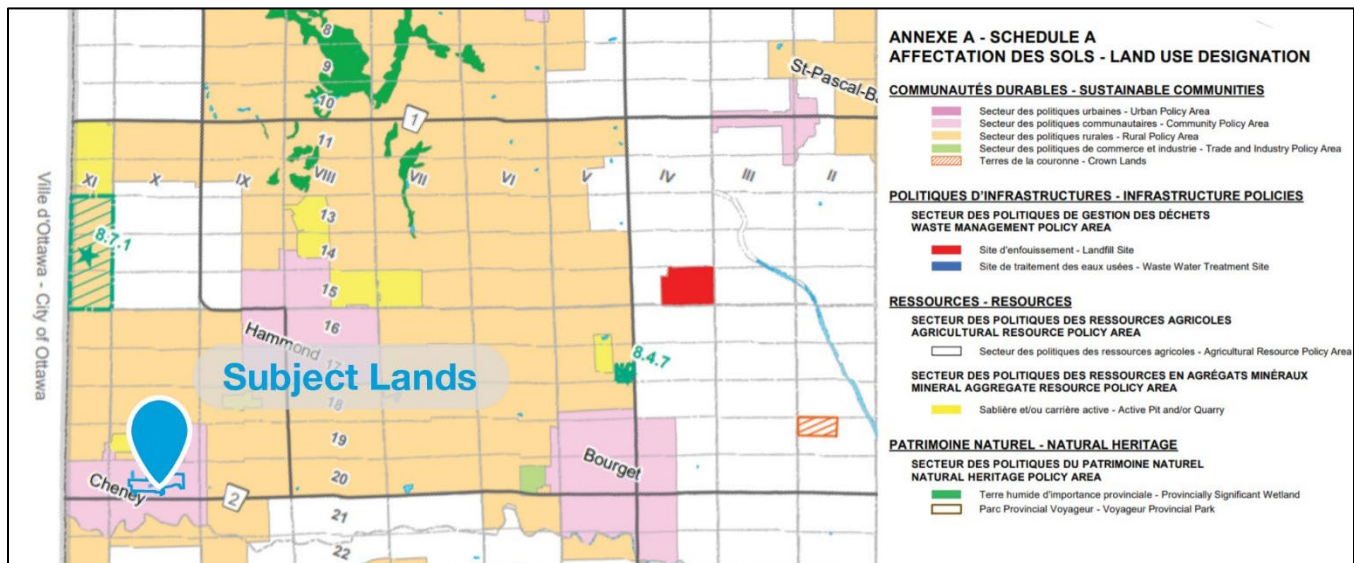 8
9
10
1
St-Pascal-Ba
11
XI
X
IX
VIII
VII
VI
V
IV
III
II
Ville d'Ottawa - City of Ottawa
13
8.7.1
14
15
16
Hammond
17
8.4.7
Subject Lands
18
19
Cheney
20
Bourget
2
21
22
ANNEXE A - SCHEDULE A
AFFECTATION DES SOLS - LAND USE DESIGNATION
COMMUNAUTÉS DURABLES - SUSTAINABLE COMMUNITIES
Secteur des politiques urbaines - Urban Policy Area
Secteur des politiques communautaires - Community Policy Area
Secteur des politiques rurales - Rural Policy Area
Secteur des politiques de commerce et industrie - Trade and Industry Policy Area
Terres de la couronne - Crown Lands
POLITIQUES D'INFRASTRUCTURES - INFRASTRUCTURE POLICIES
SECTEUR DES POLITIQUES DE GESTION DES DÉCHETS
WASTE MANAGEMENT POLICY AREA
Site d'enfouissement - Landfill Site
Site de traitement des eaux usées - Waste Water Treatment Site
RESSOURCES - RESOURCES
SECTEUR DES POLITIQUES DES RESSOURCES AGRICOLES
AGRICULTURAL RESOURCE POLICY AREA
Secteur des politiques des ressources agricoles - Agricultural Resource Policy Area
SECTEUR DES POLITIQUES DES RESSOURCES EN AGRÉGATS MINÉRAUX
MINERAL AGGREGATE RESOURCE POLICY AREA
Sablière et/ou carrière active - Active Pit and/or Quarry
PATRIMOINE NATUREL - NATURAL HERITAGE
SECTEUR DES POLITIQUES DU PATRIMOINE NATUREL
NATURAL HERITAGE POLICY AREA
Terre humide d'importance provinciale - Provincially Significant Wetland
Parc Provincial Voyageur - Voyageur Provincial Park